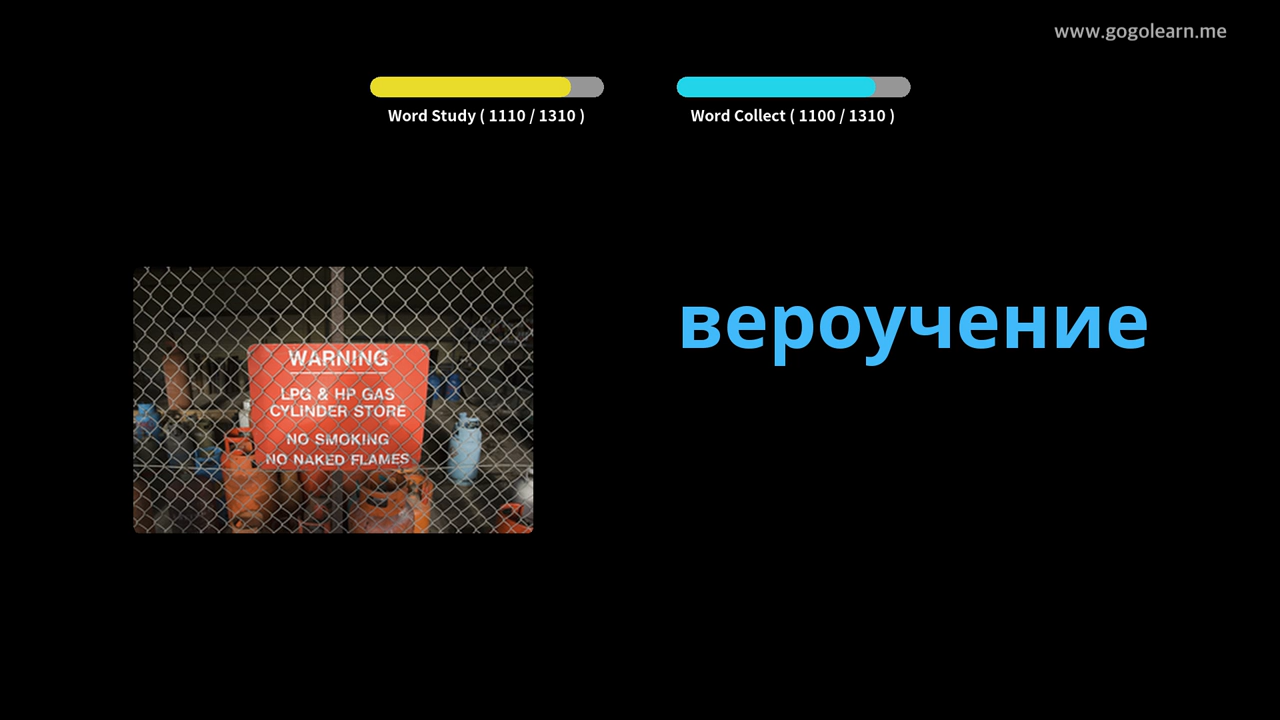 www.gogolearn.me
Word Study ( 1110 / 1310 )
Word Collect ( 1100 / 1310 )
вероучение
WARNING
LPG & HP GAS
CYLINDER STORE
NO SMOKING
NO NAKED FLAMES